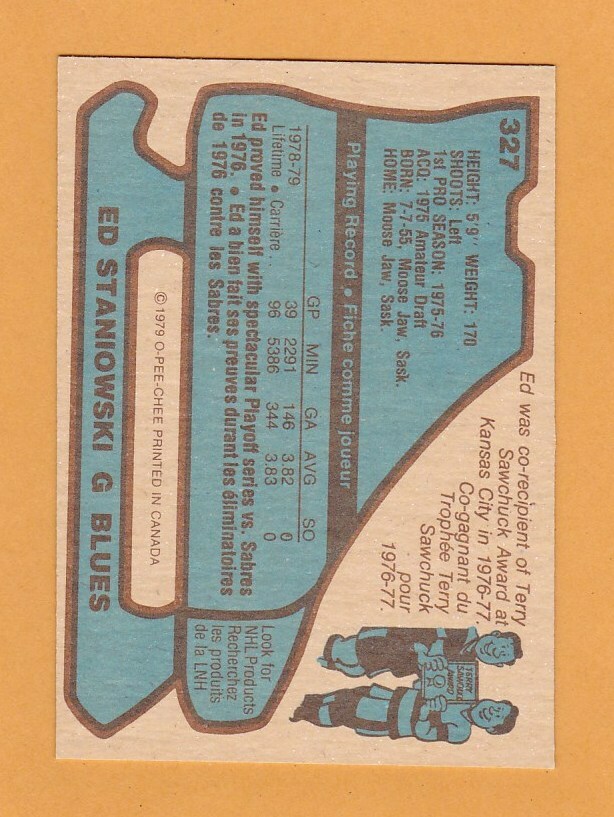 327
HEIGHT: 5'9" WEIGHT: 170
SHOOTS: Left
1st PRO SEASON: 1975-76
ACQ: 1975 Amateur Draft
BORN: 7-7-55, Moose Jaw, Sask.
HOME: Moose Jaw, Sask.
Ed was co-recipient of Terry
Sawchuck Award at
Kansas City in 1976-77.
Co-gagnant du
Trophée Terry
Sawchuck
pour
1976-77.
TERRY
SAWCHUK
AWARD
Playing Record • Fiche comme joueur
GP MIN GA AVG SO
1978-79 39 2291 146 3.82 0
Lifetime • Carrière .. 96 5386 344 3.83 0
Ed proved himself with spectacular Playoff series vs. Sabres
in 1976. • Ed a bien fait ses preuves durant les éliminatoires
de 1976 contre les Sabres.
Look for
NHL Products
Recherchez
les produits
de la LNH
© 1979 O-PEE-CHEE PRINTED IN CANADA
ED STANIOWSKI G BLUES